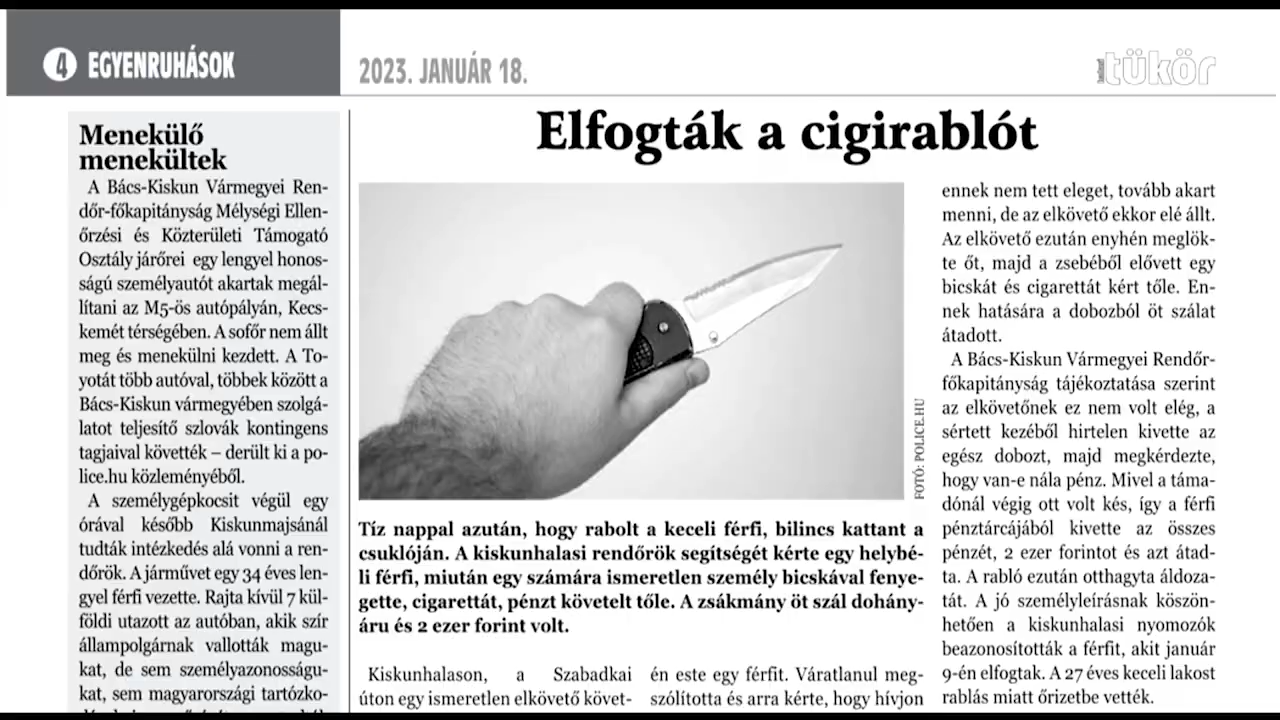 4 EGYENRUHÁSOK
2023. JANUÁR 18.
tükör
Menekülő
menekültek
A Bács-Kiskun Vármegyei Ren-
dőr-főkapitányság Mélységi Ellen-
őrzési és Közterületi Támogató
Osztály járőrei egy lengyel honos-
ságú személyautót akartak megál-
lítani az M5-ös autópályán, Kecs-
kemét térségében. A sofőr nem állt
meg és menekülni kezdett. A To-
yotát több autóval, többek között a
Bács-Kiskun vármegyében szolgá-
latot teljesítő szlovák kontingens
tagjaival követték – derült ki a po-
lice.hu közleményéből.
A személygépkocsit végül egy
órával később Kiskunmajsánál
tudták intézkedés alá vonni a ren-
dőrök. A járművet egy 34 éves len-
gyel férfi vezette. Rajta kívül 7 kül-
földi utazott az autóban, akik szír
állampolgárnak vallották magu-
kat, de sem személyazonosságu-
kat, sem magyarországi tartózko-
Elfogták a cigirablót
FOTÓ: POLICE.HU
Tíz nappal azután, hogy rabolt a keceli férfi, bilincs kattant a
csuklóján. A kiskunhalasi rendőrök segítségét kérte egy helybé-
li férfi, miután egy számára ismeretlen személy bicskával fenye-
gette, cigarettát, pénzt követelt tőle. A zsákmány öt szál dohány-
áru és 2 ezer forint volt.
Kiskunhalason, a Szabadkai
úton egy ismeretlen elkövető követ-
én este egy férfit. Váratlanul meg-
szólította és arra kérte, hogy hívjon
ennek nem tett eleget, tovább akart
menni, de az elkövető ekkor elé állt.
Az elkövető ezután enyhén meglök-
te őt, majd a zsebéből elővett egy
bicskát és cigarettát kért tőle. En-
nek hatására a dobozból öt szálat
átadott.
A Bács-Kiskun Vármegyei Rendőr-
főkapitányság tájékoztatása szerint
az elkövetőnek ez nem volt elég, a
sértett kezéből hirtelen kivette az
egész dobozt, majd megkérdezte,
hogy van-e nála pénz. Mivel a táma-
dónál végig ott volt kés, így a férfi
pénztárcájából kivette az összes
pénzét, 2 ezer forintot és azt átad-
ta. A rabló ezután otthagyta áldoza-
tát. A jó személyleírásnak köszön-
hetően a kiskunhalasi nyomozók
beazonosították a férfit, akit január
9-én elfogtak. A 27 éves keceli lakost
rablás miatt őrizetbe vették.